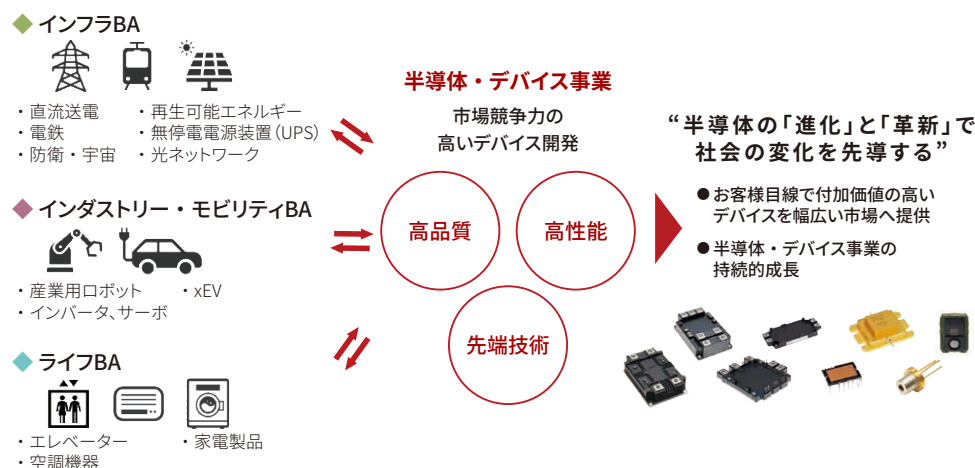 インフラBA
・直流送電
・電鉄
・防衛・宇宙
・再生可能エネルギー
・無停電電源装置（UPS）
・光ネットワーク
インダストリー・モビリティBA
・産業用ロボット
・インバータ、サーボ
・xEV
ライフBA
・エレベーター
・空調機器
・家電製品
半導体・デバイス事業
市場競争力の
高いデバイス開発
高品質
高性能
先端技術
“半導体の「進化」と「革新」で
社会の変化を先導する”
●お客様目線で付加価値の高い
デバイスを幅広い市場へ提供
●半導体・デバイス事業の
持続的成長